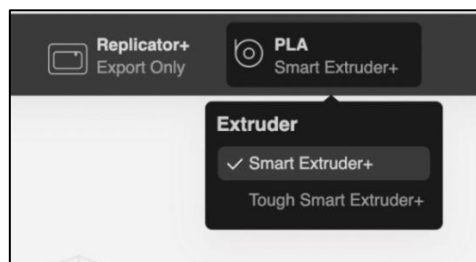 Replicator+
Export Only
PLA
Smart Extruder+
Extruder
Smart Extruder+
Tough Smart Extruder+